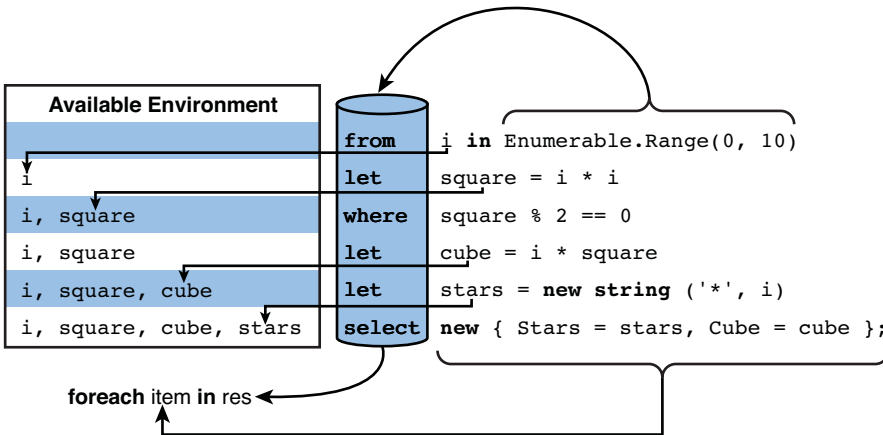 Available Environment
from i in Enumerable.Range(0, 10)
i let square = i * i
i, square where square % 2 == 0
i, square let cube = i * square
i, square, cube let stars = new string ('*', i)
i, square, cube, stars select new { Stars = stars, Cube = cube };
foreach item in res